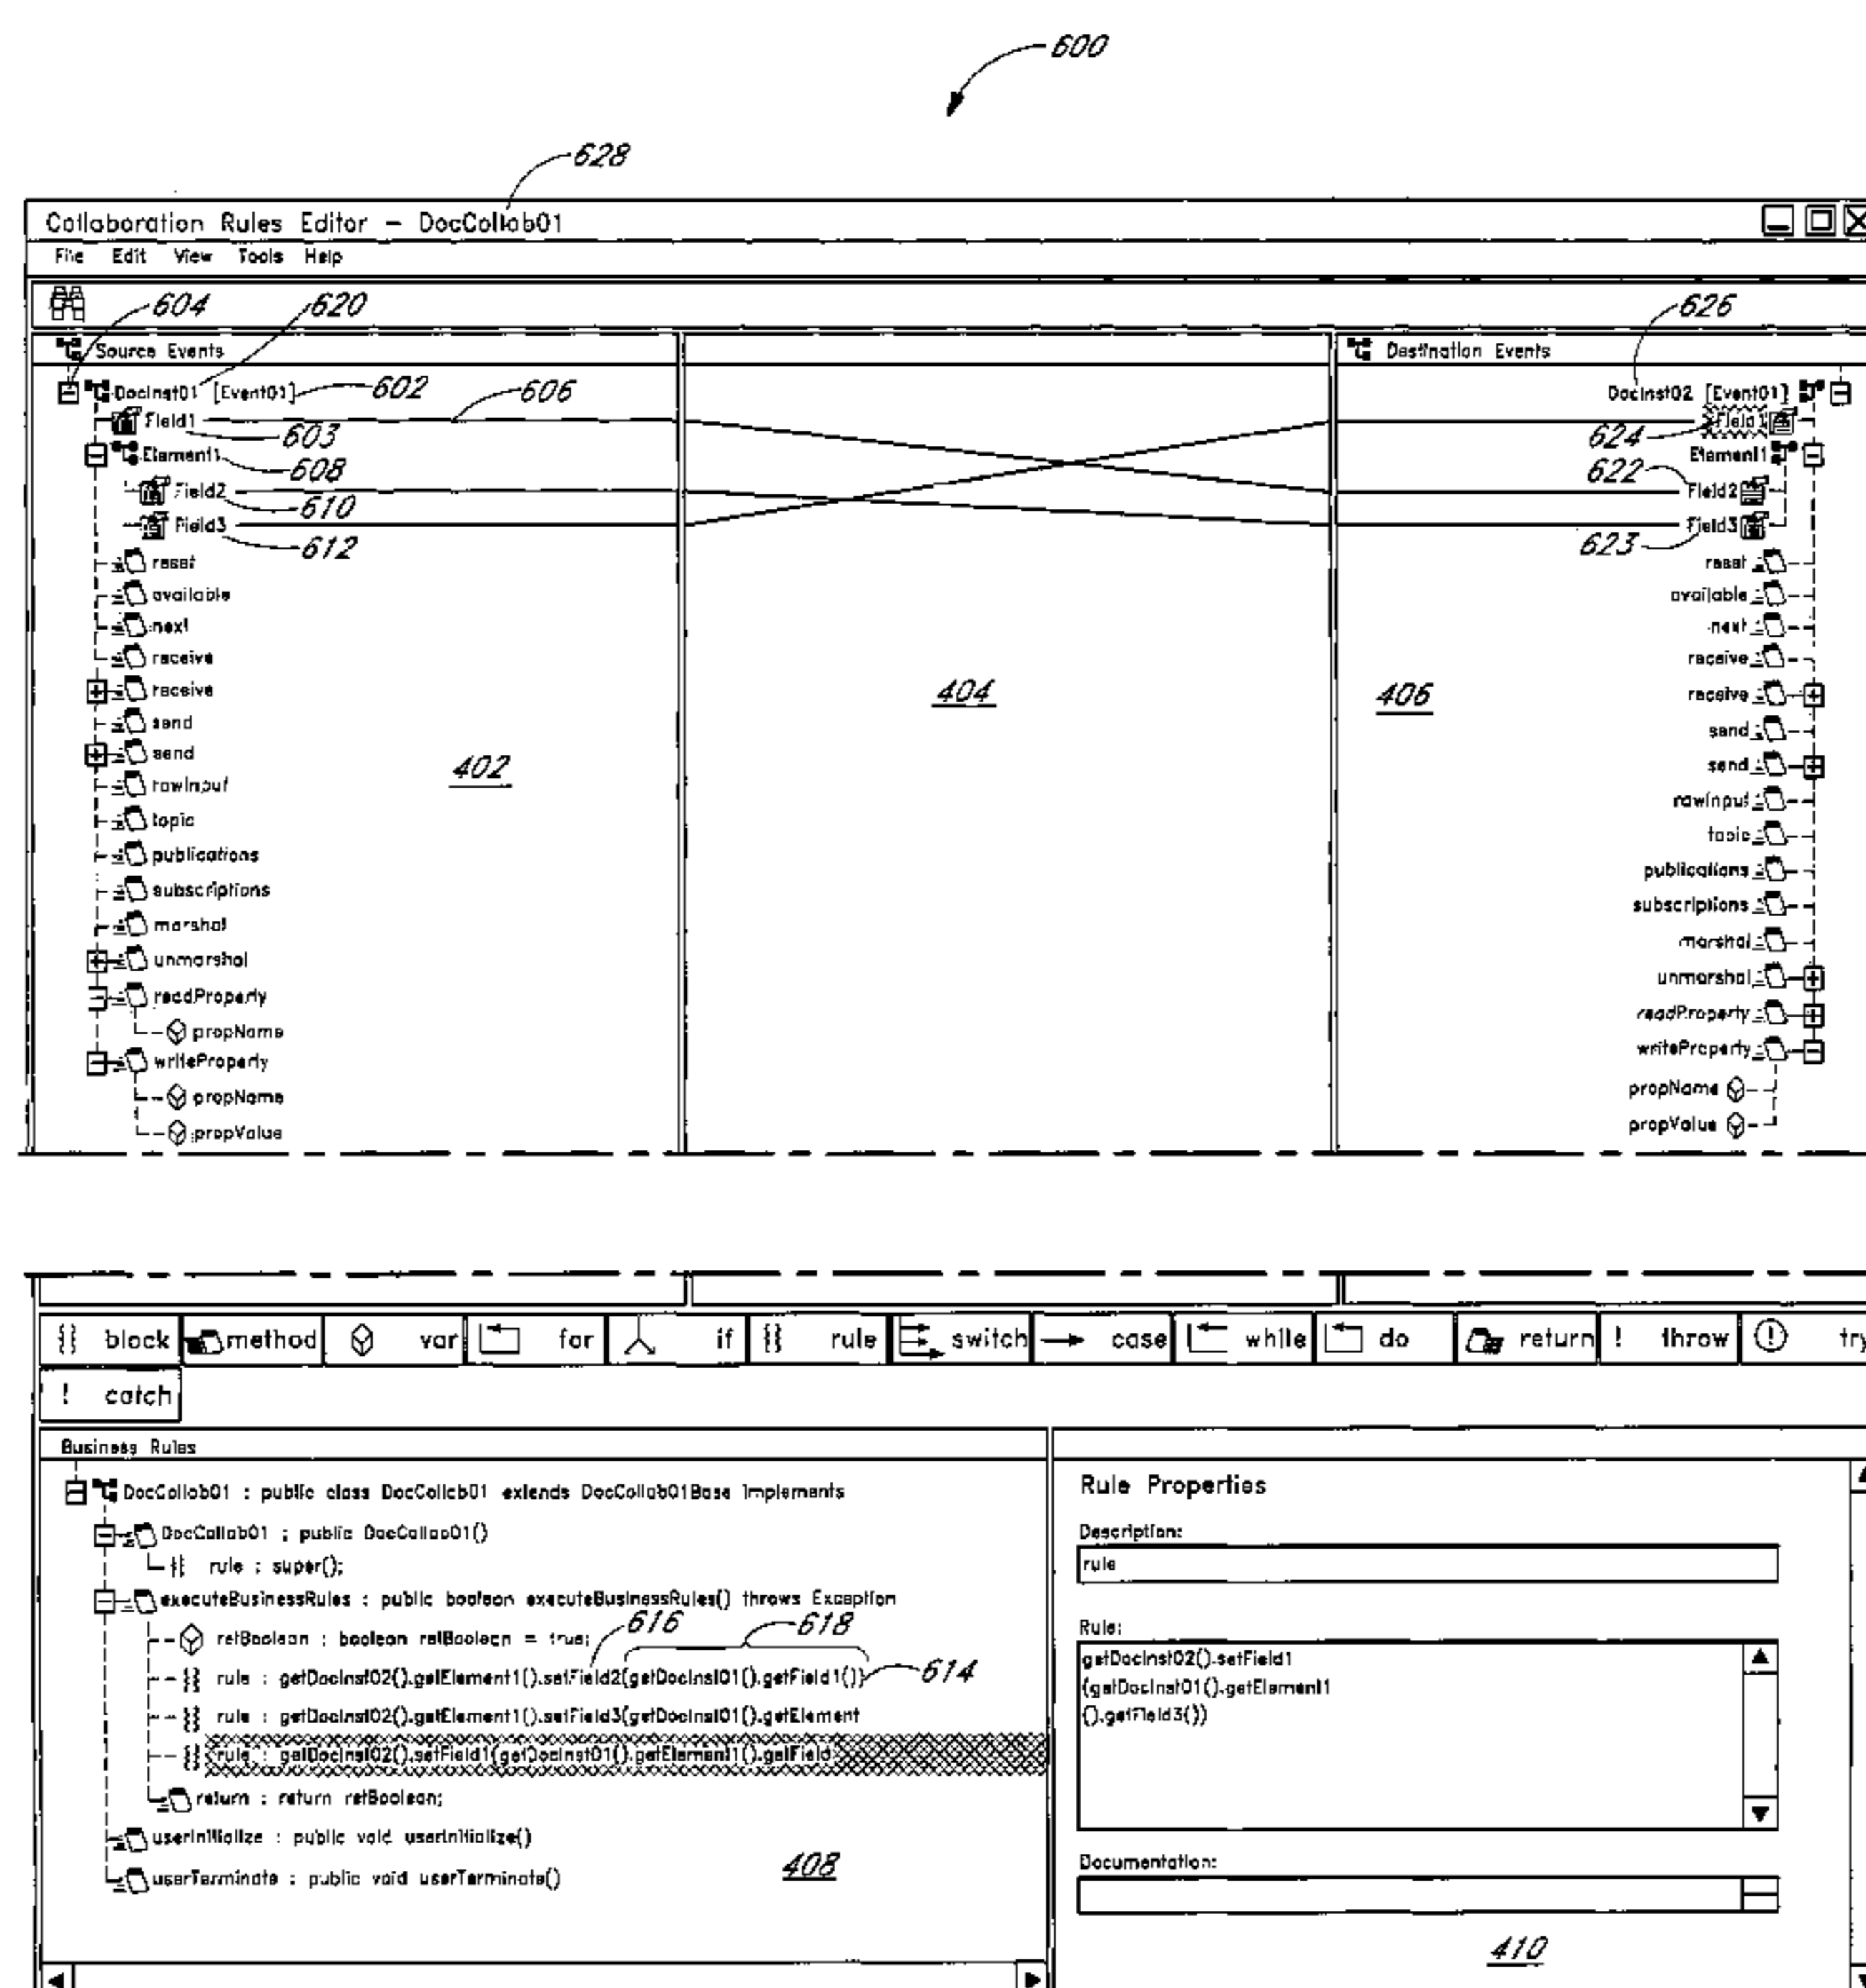 600
628
Collaboration Rules Editor - DocCollab01
File Edit View Tools Help
604 620 626
Source Events Destination Events
DocInst01 [Event01] 602 606 DocInst02 [Event01]
Field1 603 624 Field1
Element1 608 Element1
622
Field2 610 Field2
Field3 612 623 Field3
reset reset
available available
next next
receive receive
receive 404 406 receive
send send
send 402 send
rawInput rawInput
topic topic
publications publications
subscriptions subscriptions
marshal marshal
unmarshal unmarshal
readProperty readProperty
propName
writeProperty writeProperty
propName propName
propValue propValue
{} block method var for if {} rule switch case while do return ! throw ! try
! catch
Business Rules
DocCollab01 : public class DocCollab01 extends DocCollab01Base implements
DocCollab01 : public DocCollab01()
{} rule : super();
executeBusinessRules : public boolean executeBusinessRules() throws Exception
616 618
retBoolean : boolean retBoolean = true;
{} rule : getDocInst02().getElement1().setField2(getDocInst01().getField1()) 614
{} rule : getDocInst02().getElement1().setField3(getDocInst01().getElement
{} rule : getDocInst02().setField1(getDocInst01().getElement1().getField
return : return retBoolean;
userInitialize : public void userInitialize()
userTerminate : public void userTerminate()
408
Rule Properties
Description:
rule
Rule:
getDocInst02().setField1
(getDocInst01().getElement1
().getField3())
Documentation:
410